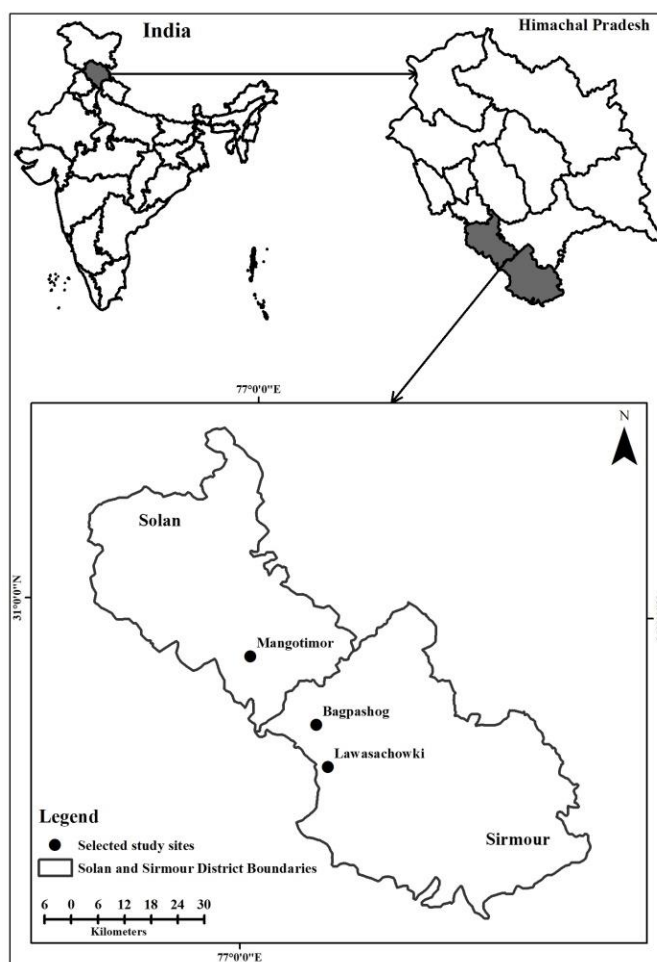 India
Himachal Pradesh
77°0'0"E
N
Solan
31°0'0"N
Mangotimor
Bagpashog
Lawasachowki
Legend
Selected study sites
Sirmour
Solan and Sirmour District Boundaries
6 0 6 12 18 24 30
Kilometers
77°0'0"E